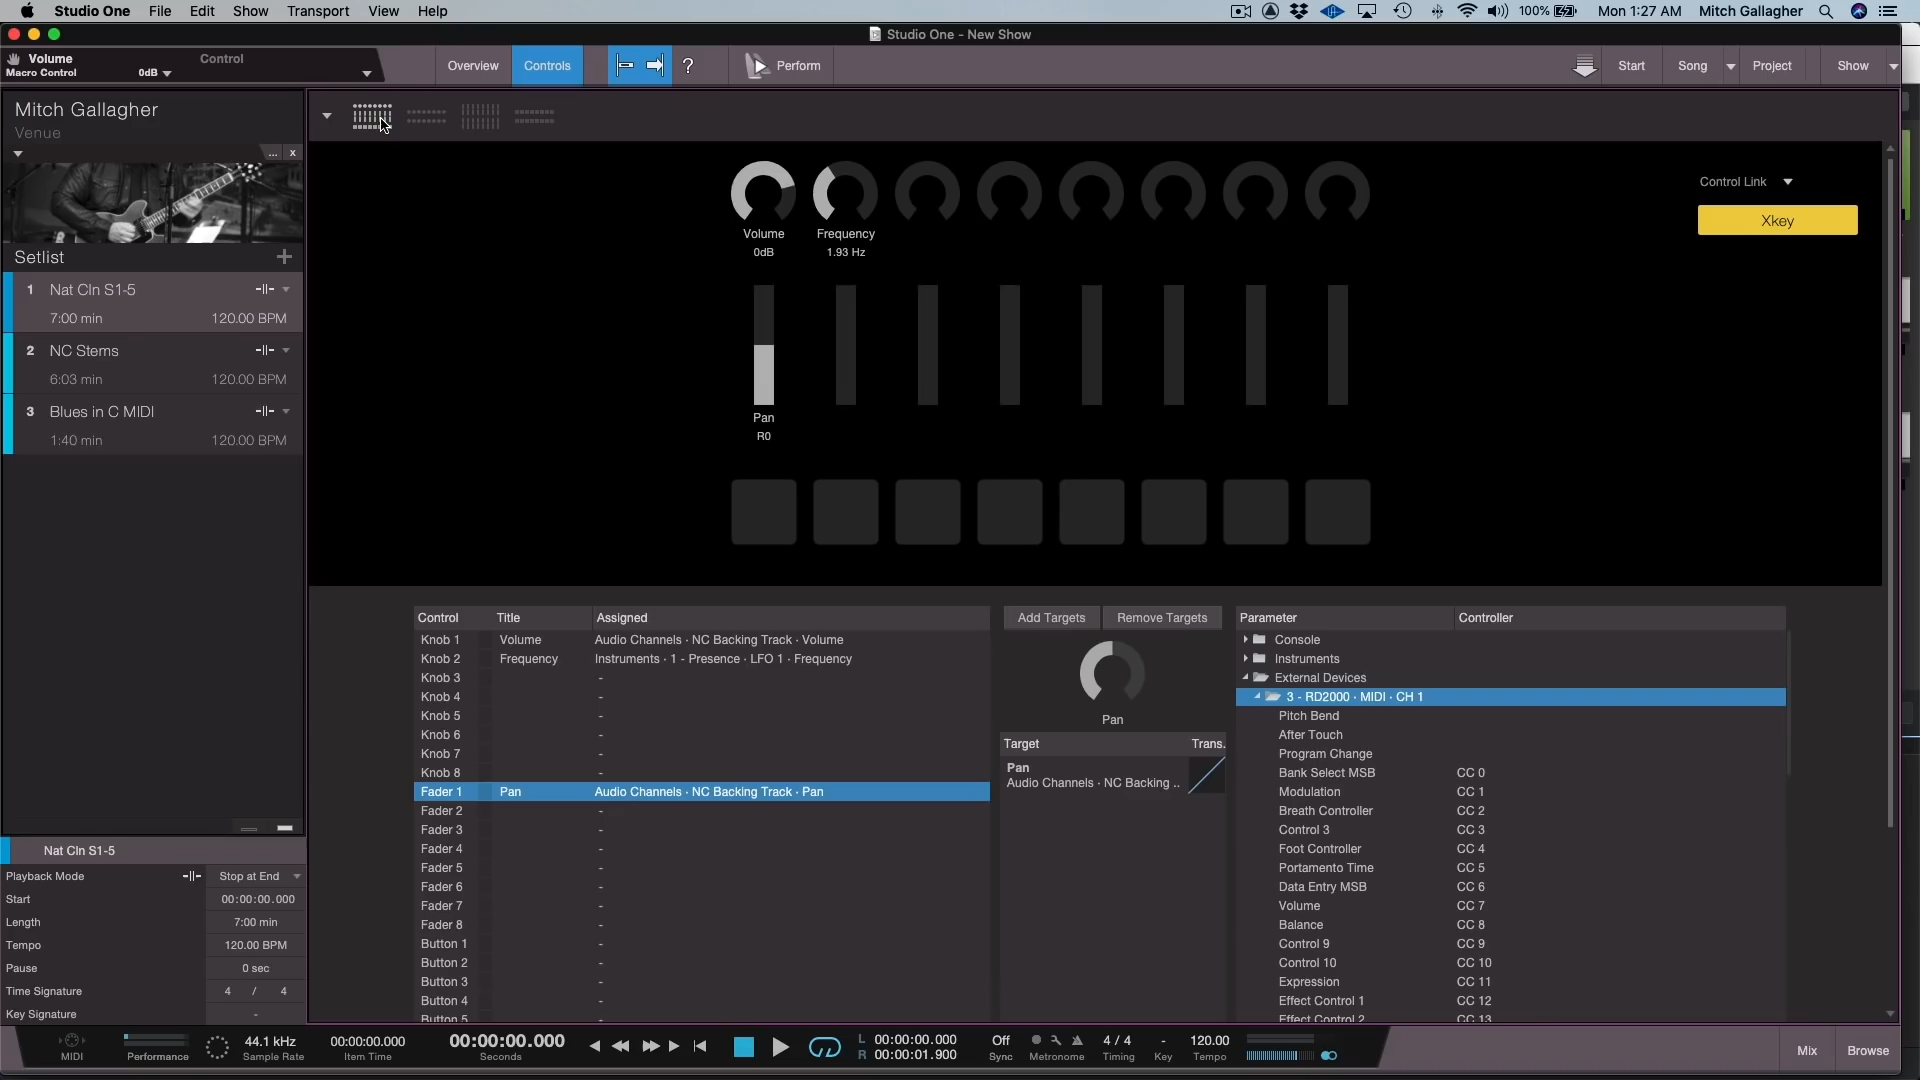 Studio One File Edit Show Transport View Help
100% Mon 1:27 AM Mitch Gallagher
Studio One - New Show
Volume
Macro Control 0dB
Control
Overview Controls ? Perform Start Song Project Show
Mitch Gallagher
Venue
... x
Setlist +
1 Nat Cln S1-5
7:00 min 120.00 BPM
2 NC Stems
6:03 min 120.00 BPM
3 Blues in C MIDI
1:40 min 120.00 BPM
Control Link
Xkey
Volume Frequency
0dB 1.93 Hz
Pan
R0
Control Title Assigned
Knob 1 Volume Audio Channels · NC Backing Track · Volume
Knob 2 Frequency Instruments · 1 - Presence · LFO 1 · Frequency
Knob 3 -
Knob 4 -
Knob 5 -
Knob 6 -
Knob 7 -
Knob 8 -
Fader 1 Pan Audio Channels · NC Backing Track · Pan
Fader 2 -
Fader 3 -
Fader 4 -
Fader 5 -
Fader 6 -
Fader 7 -
Fader 8 -
Button 1 -
Button 2 -
Button 3 -
Button 4 -
Button 5 -
Add Targets Remove Targets
Pan
Target Trans.
Pan
Audio Channels · NC Backing ..
Parameter Controller
Console
Instruments
External Devices
3 - RD2000 · MIDI · CH 1
Pitch Bend
After Touch
Program Change
Bank Select MSB CC 0
Modulation CC 1
Breath Controller CC 2
Control 3 CC 3
Foot Controller CC 4
Portamento Time CC 5
Data Entry MSB CC 6
Volume CC 7
Balance CC 8
Control 9 CC 9
Control 10 CC 10
Expression CC 11
Effect Control 1 CC 12
Effect Control 2 CC 13
Nat Cln S1-5
Playback Mode Stop at End
Start 00:00:00.000
Length 7:00 min
Tempo 120.00 BPM
Pause 0 sec
Time Signature 4 / 4
Key Signature -
MIDI
Performance
44.1 kHz
Sample Rate
00:00:00.000
Item Time
00:00:00.000
Seconds
L 00:00:00.000
R 00:00:01.900
Off
Sync
Metronome
4 / 4
Timing
-
Key
120.00
Tempo
Mix Browse